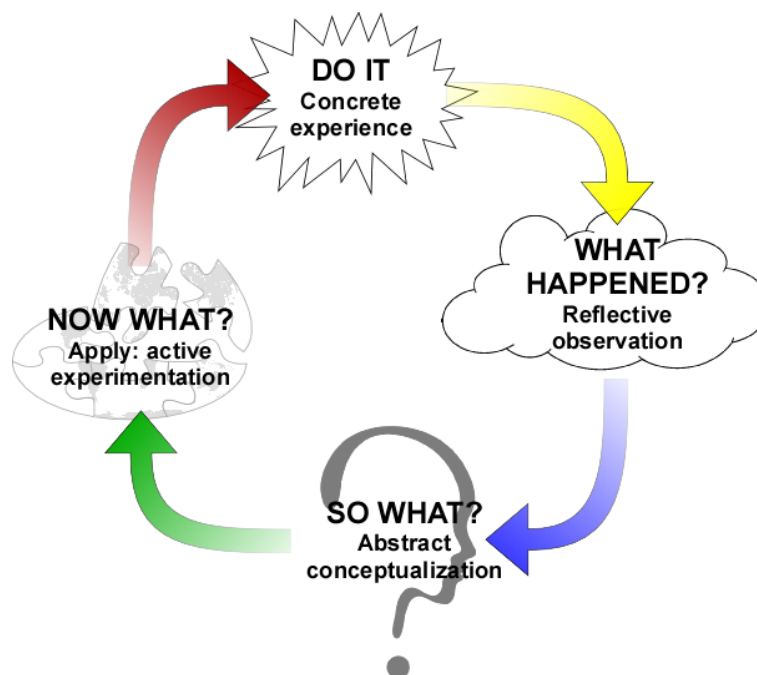 DO IT
Concrete
experience
WHAT
HAPPENED?
Reflective
observation
SO WHAT?
Abstract
conceptualization
NOW WHAT?
Apply: active
experimentation